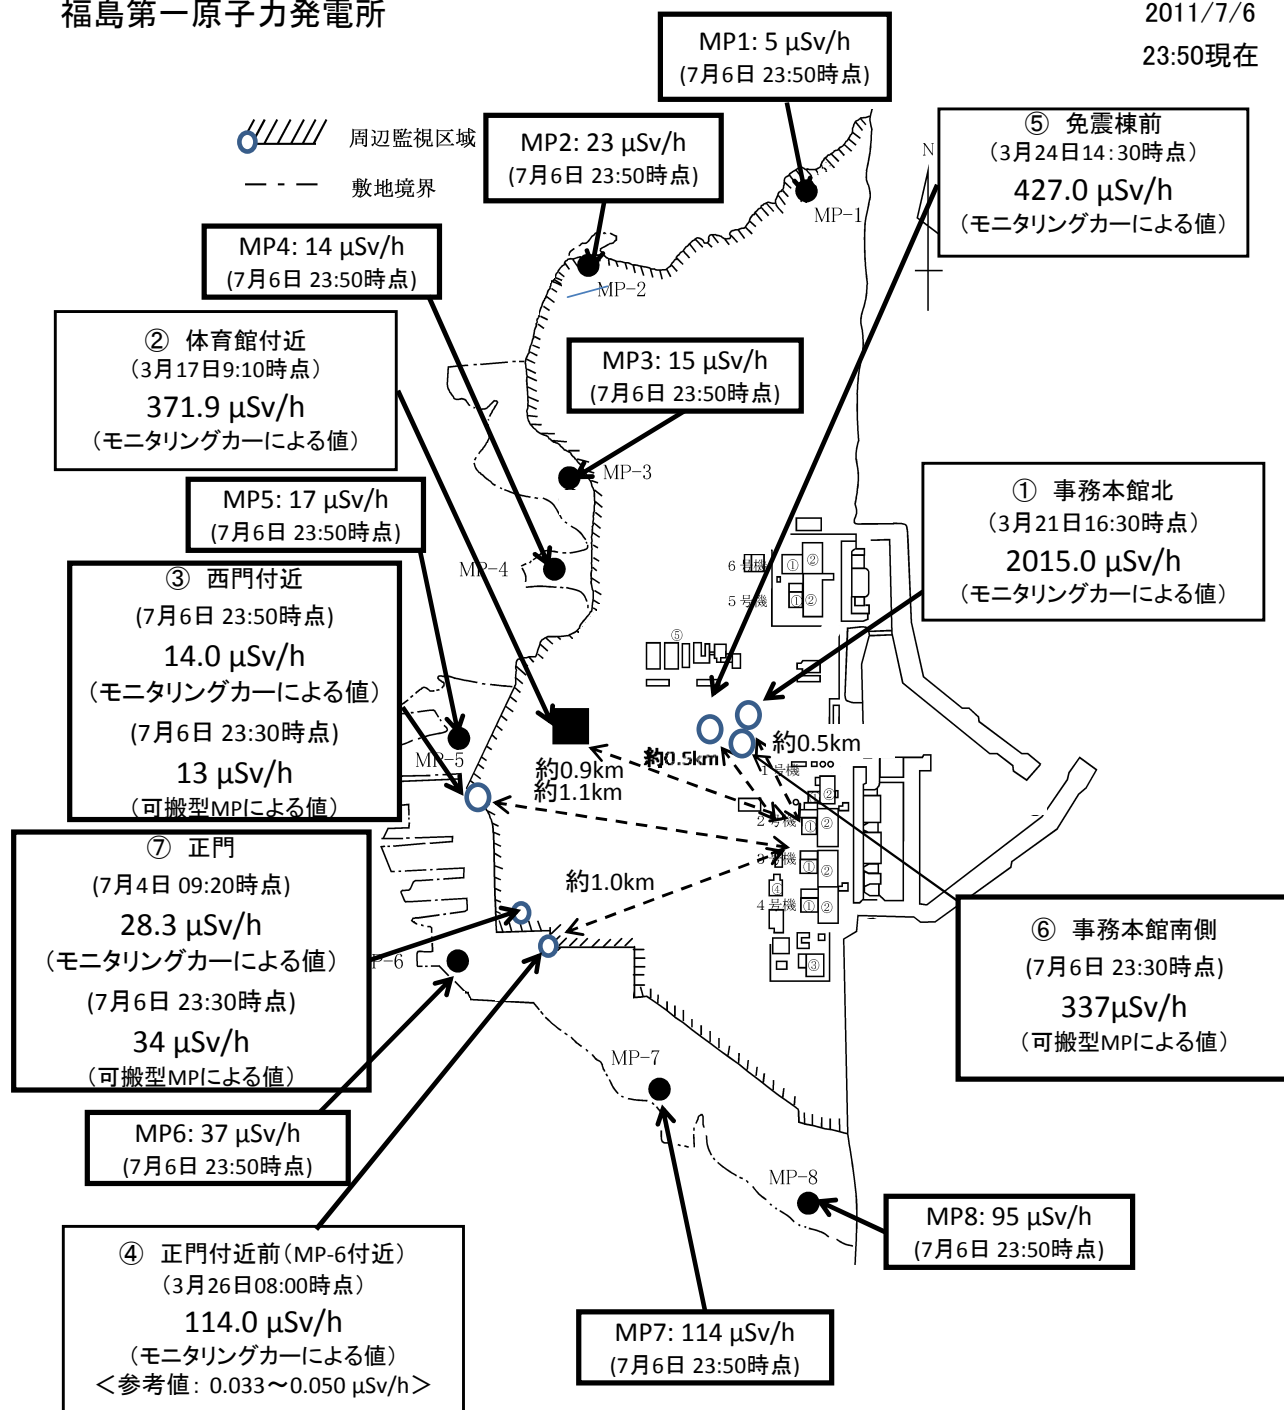 福島第一原子力発電所
2011/7/6
23:50現在
周辺監視区域
敷地境界
MP1: 5 μSv/h
(7月6日 23:50時点)
MP2: 23 μSv/h
(7月6日 23:50時点)
⑤ 免震棟前
(3月24日14:30時点)
427.0 μSv/h
(モニタリングカーによる値)
N
MP-1
MP4: 14 μSv/h
(7月6日 23:50時点)
MP-2
② 体育館付近
(3月17日9:10時点)
371.9 μSv/h
(モニタリングカーによる値)
MP3: 15 μSv/h
(7月6日 23:50時点)
MP-3
MP5: 17 μSv/h
(7月6日 23:50時点)
① 事務本館北
(3月21日16:30時点)
2015.0 μSv/h
(モニタリングカーによる値)
MP-4
6号機
① ②
5号機
① ②
③ 西門付近
(7月6日 23:50時点)
14.0 μSv/h
(モニタリングカーによる値)
(7月6日 23:30時点)
13 μSv/h
(可搬型MPによる値)
⑤
MP-5
約0.9km
約1.1km
約0.5km
約0.5km
1号機
②
2号機
① ②
3号機
① ②
④
4号機
① ②
③
約1.0km
⑦ 正門
(7月4日 09:20時点)
28.3 μSv/h
(モニタリングカーによる値)
(7月6日 23:30時点)
34 μSv/h
(可搬型MPによる値)
P-6
⑥ 事務本館南側
(7月6日 23:30時点)
337μSv/h
(可搬型MPによる値)
MP-7
MP6: 37 μSv/h
(7月6日 23:50時点)
MP-8
MP8: 95 μSv/h
(7月6日 23:50時点)
④ 正門付近前(MP-6付近)
(3月26日08:00時点)
114.0 μSv/h
(モニタリングカーによる値)
<参考値: 0.033~0.050 μSv/h>
MP7: 114 μSv/h
(7月6日 23:50時点)